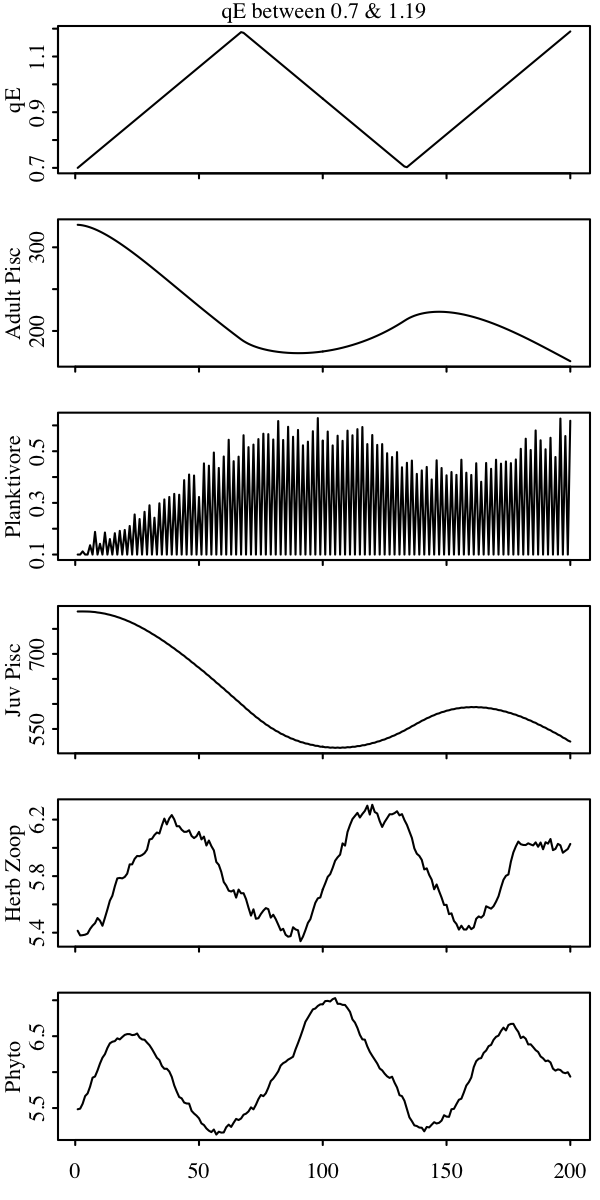 qE between 0.7 & 1.19
qE
0.7 0.9 1.1
Adult Pisc
200 300
Planktivore
0.1 0.3 0.5
Juv Pisc
550 700
Herb Zoop
5.4 5.8 6.2
Phyto
5.5 6.5
0 50 100 150 200